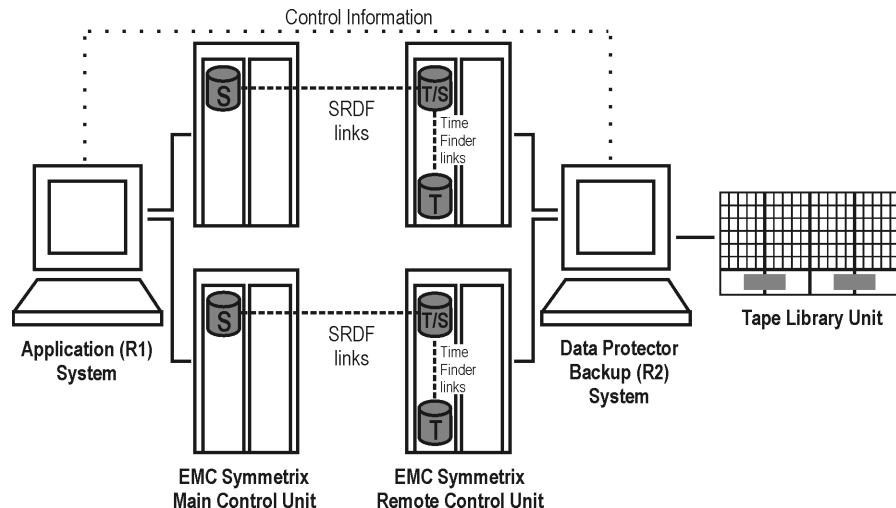 Control Information
S
T/S
SRDF
links
Time
Finder
links
T
S
T/S
SRDF
links
Time
Finder
links
T
Application (R1)
System
Data Protector
Backup (R2)
System
Tape Library Unit
EMC Symmetrix
Main Control Unit
EMC Symmetrix
Remote Control Unit